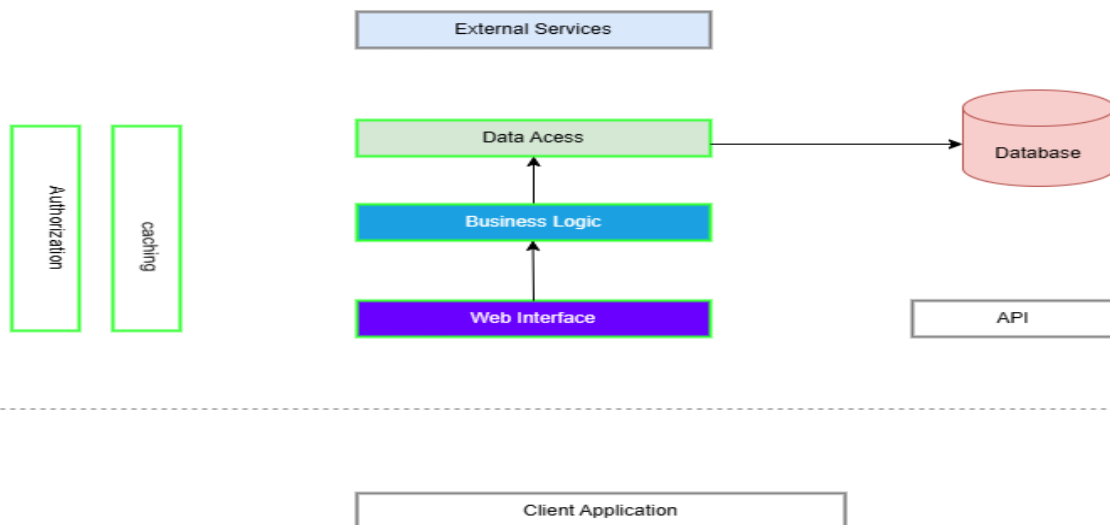 External Services
Data Acess
Database
Authorization
caching
Business Logic
Web Interface
API
Client Application